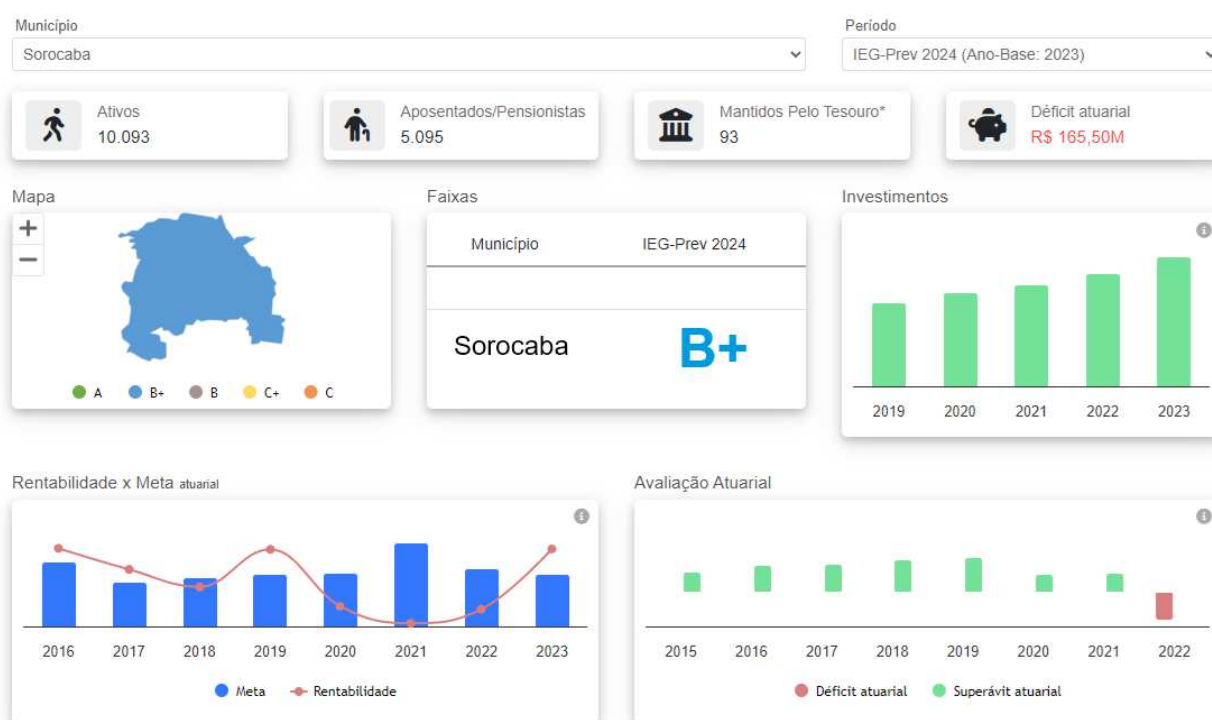 Município
Período
Sorocaba
IEG-Prev 2024 (Ano-Base: 2023)
Ativos
10.093
Aposentados/Pensionistas
5.095
Mantidos Pelo Tesouro*
93
Déficit atuarial
R$ 165,50M
Mapa
Faixas
Investimentos
+
−
Município IEG-Prev 2024
Sorocaba B+
A B+ B C+ C
2019 2020 2021 2022 2023
Rentabilidade x Meta atuarial
Avaliação Atuarial
2016 2017 2018 2019 2020 2021 2022 2023
Meta Rentabilidade
2015 2016 2017 2018 2019 2020 2021 2022
Déficit atuarial Superávit atuarial